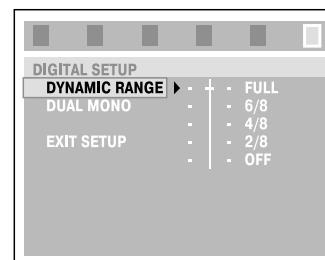 DIGITAL SETUP
DYNAMIC RANGE - - FULL
DUAL MONO - - 6/8
- - 4/8
EXIT SETUP - - 2/8
- - OFF